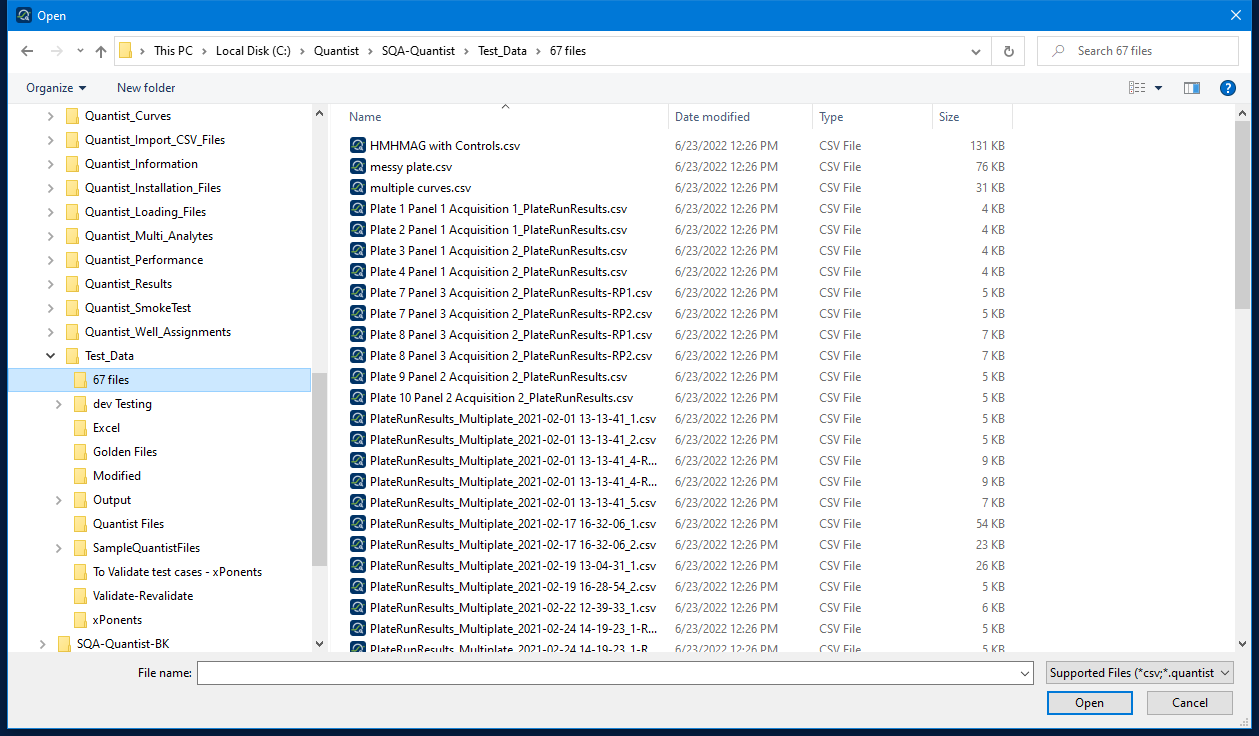 Open
This PC > Local Disk (C:) > Quantist > SQA-Quantist > Test_Data > 67 files
Search 67 files
Organize
New folder
Quantist_Curves
Quantist_Import_CSV_Files
Quantist_Information
Quantist_Installation_Files
Quantist_Loading_Files
Quantist_Multi_Analytes
Quantist_Performance
Quantist_Results
Quantist_SmokeTest
Quantist_Well_Assignments
Test_Data
67 files
dev Testing
Excel
Golden Files
Modified
Output
Quantist Files
SampleQuantistFiles
To Validate test cases - xPonents
Validate-Revalidate
xPonents
SQA-Quantist-BK
Name Date modified Type Size
HMHMAG with Controls.csv 6/23/2022 12:26 PM CSV File 131 KB
messy plate.csv 6/23/2022 12:26 PM CSV File 76 KB
multiple curves.csv 6/23/2022 12:26 PM CSV File 31 KB
Plate 1 Panel 1 Acquisition 1_PlateRunResults.csv 6/23/2022 12:26 PM CSV File 4 KB
Plate 2 Panel 1 Acquisition 1_PlateRunResults.csv 6/23/2022 12:26 PM CSV File 4 KB
Plate 3 Panel 1 Acquisition 2_PlateRunResults.csv 6/23/2022 12:26 PM CSV File 4 KB
Plate 4 Panel 1 Acquisition 2_PlateRunResults.csv 6/23/2022 12:26 PM CSV File 4 KB
Plate 7 Panel 3 Acquisition 2_PlateRunResults-RP1.csv 6/23/2022 12:26 PM CSV File 5 KB
Plate 7 Panel 3 Acquisition 2_PlateRunResults-RP2.csv 6/23/2022 12:26 PM CSV File 5 KB
Plate 8 Panel 3 Acquisition 2_PlateRunResults-RP1.csv 6/23/2022 12:26 PM CSV File 7 KB
Plate 8 Panel 3 Acquisition 2_PlateRunResults-RP2.csv 6/23/2022 12:26 PM CSV File 7 KB
Plate 9 Panel 2 Acquisition 2_PlateRunResults.csv 6/23/2022 12:26 PM CSV File 5 KB
Plate 10 Panel 2 Acquisition 2_PlateRunResults.csv 6/23/2022 12:26 PM CSV File 5 KB
PlateRunResults_Multiplate_2021-02-01 13-13-41_1.csv 6/23/2022 12:26 PM CSV File 5 KB
PlateRunResults_Multiplate_2021-02-01 13-13-41_2.csv 6/23/2022 12:26 PM CSV File 5 KB
PlateRunResults_Multiplate_2021-02-01 13-13-41_4-R... 6/23/2022 12:26 PM CSV File 9 KB
PlateRunResults_Multiplate_2021-02-01 13-13-41_4-R... 6/23/2022 12:26 PM CSV File 9 KB
PlateRunResults_Multiplate_2021-02-01 13-13-41_5.csv 6/23/2022 12:26 PM CSV File 7 KB
PlateRunResults_Multiplate_2021-02-17 16-32-06_1.csv 6/23/2022 12:26 PM CSV File 54 KB
PlateRunResults_Multiplate_2021-02-17 16-32-06_2.csv 6/23/2022 12:26 PM CSV File 23 KB
PlateRunResults_Multiplate_2021-02-19 13-04-31_1.csv 6/23/2022 12:26 PM CSV File 26 KB
PlateRunResults_Multiplate_2021-02-19 16-28-54_2.csv 6/23/2022 12:26 PM CSV File 5 KB
PlateRunResults_Multiplate_2021-02-22 12-39-33_1.csv 6/23/2022 12:26 PM CSV File 6 KB
PlateRunResults_Multiplate_2021-02-24 14-19-23_1-R... 6/23/2022 12:26 PM CSV File 5 KB
PlateRunResults_Multiplate_2021-02-24 14-19-23_1-R... 6/23/2022 12:26 PM CSV File 5 KB
File name:
Supported Files (*csv;*.quantist
Open
Cancel